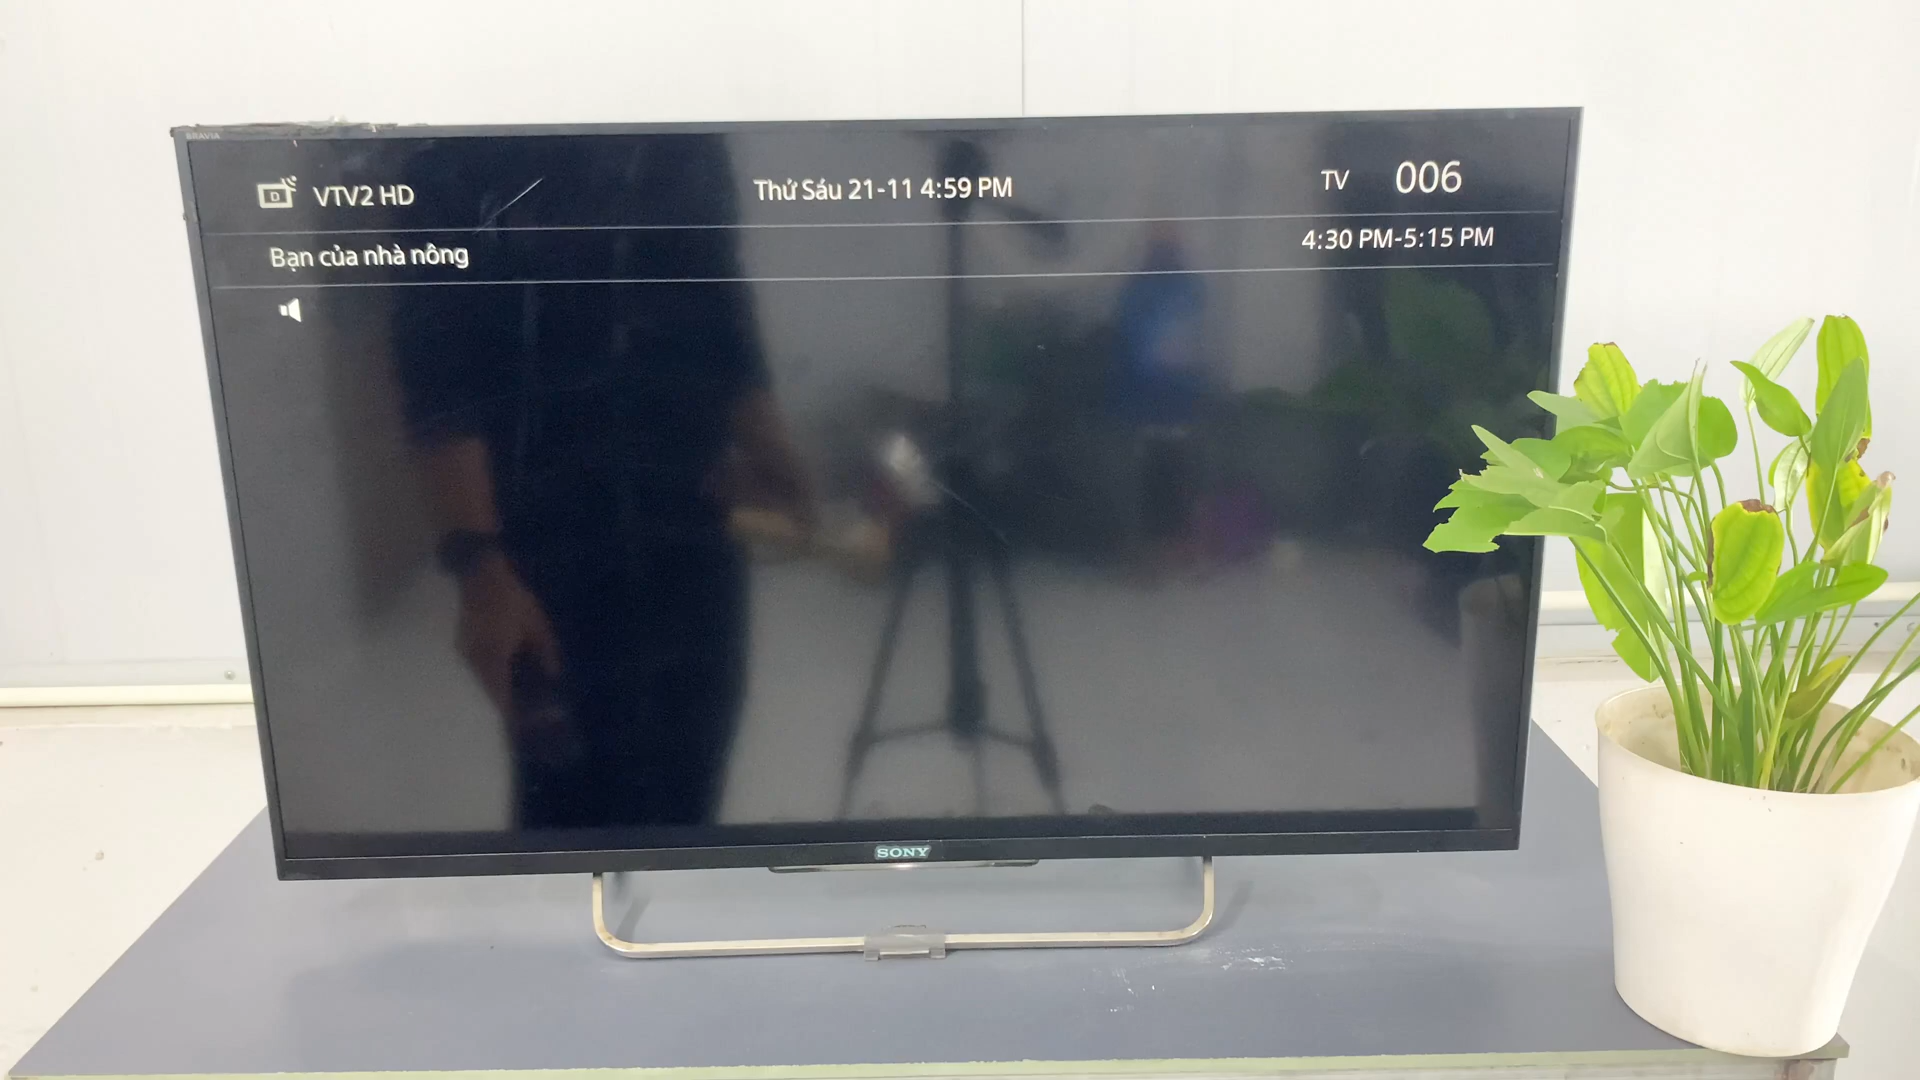 BRAVIA
VTV2 HD
Thứ Sáu 21-11 4:59 PM
TV 006
Bạn của nhà nông
4:30 PM-5:15 PM
SONY